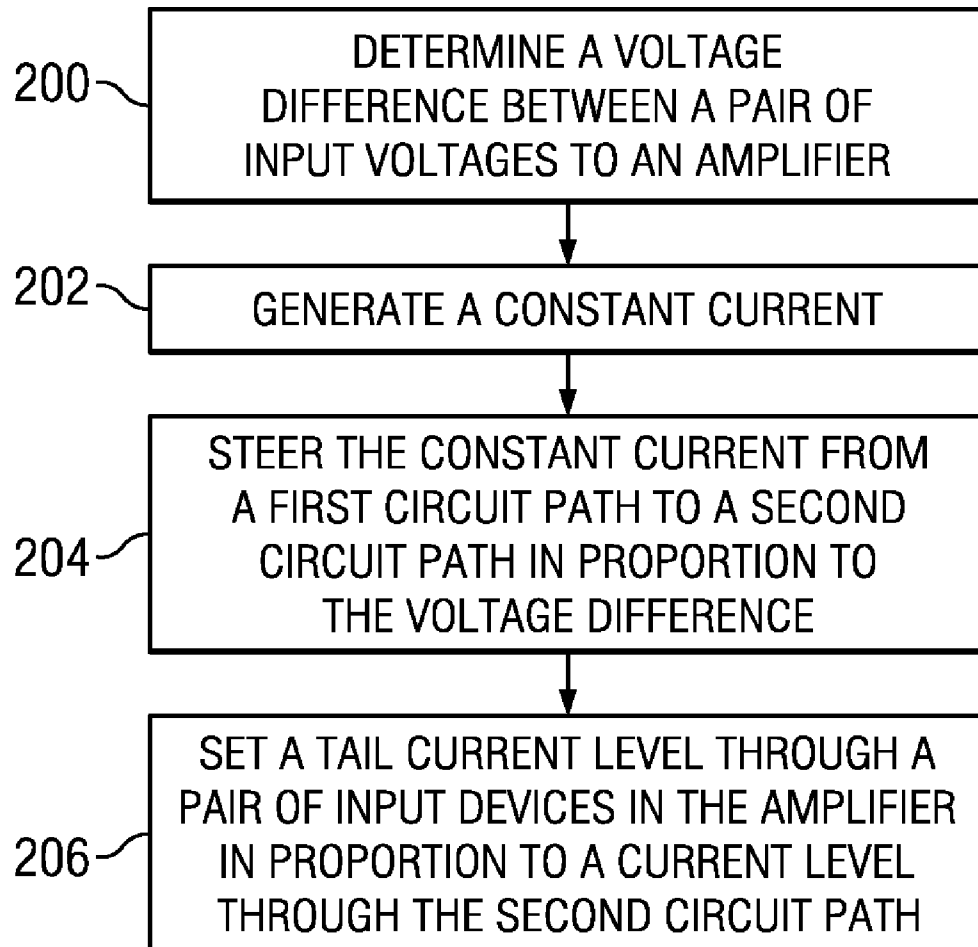 200
DETERMINE A VOLTAGE
DIFFERENCE BETWEEN A PAIR OF
INPUT VOLTAGES TO AN AMPLIFIER
202
GENERATE A CONSTANT CURRENT
204
STEER THE CONSTANT CURRENT FROM
A FIRST CIRCUIT PATH TO A SECOND
CIRCUIT PATH IN PROPORTION TO
THE VOLTAGE DIFFERENCE
206
SET A TAIL CURRENT LEVEL THROUGH A
PAIR OF INPUT DEVICES IN THE AMPLIFIER
IN PROPORTION TO A CURRENT LEVEL
THROUGH THE SECOND CIRCUIT PATH